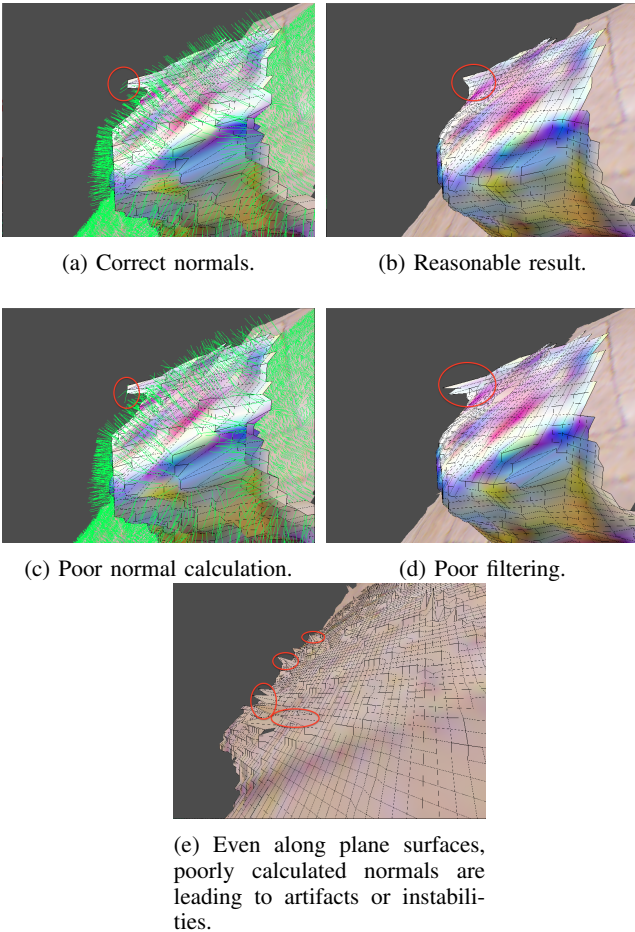 (a) Correct normals.
(b) Reasonable result.
(c) Poor normal calculation.
(d) Poor filtering.
(e) Even along plane surfaces,
poorly calculated normals are
leading to artifacts or instabili-
ties.